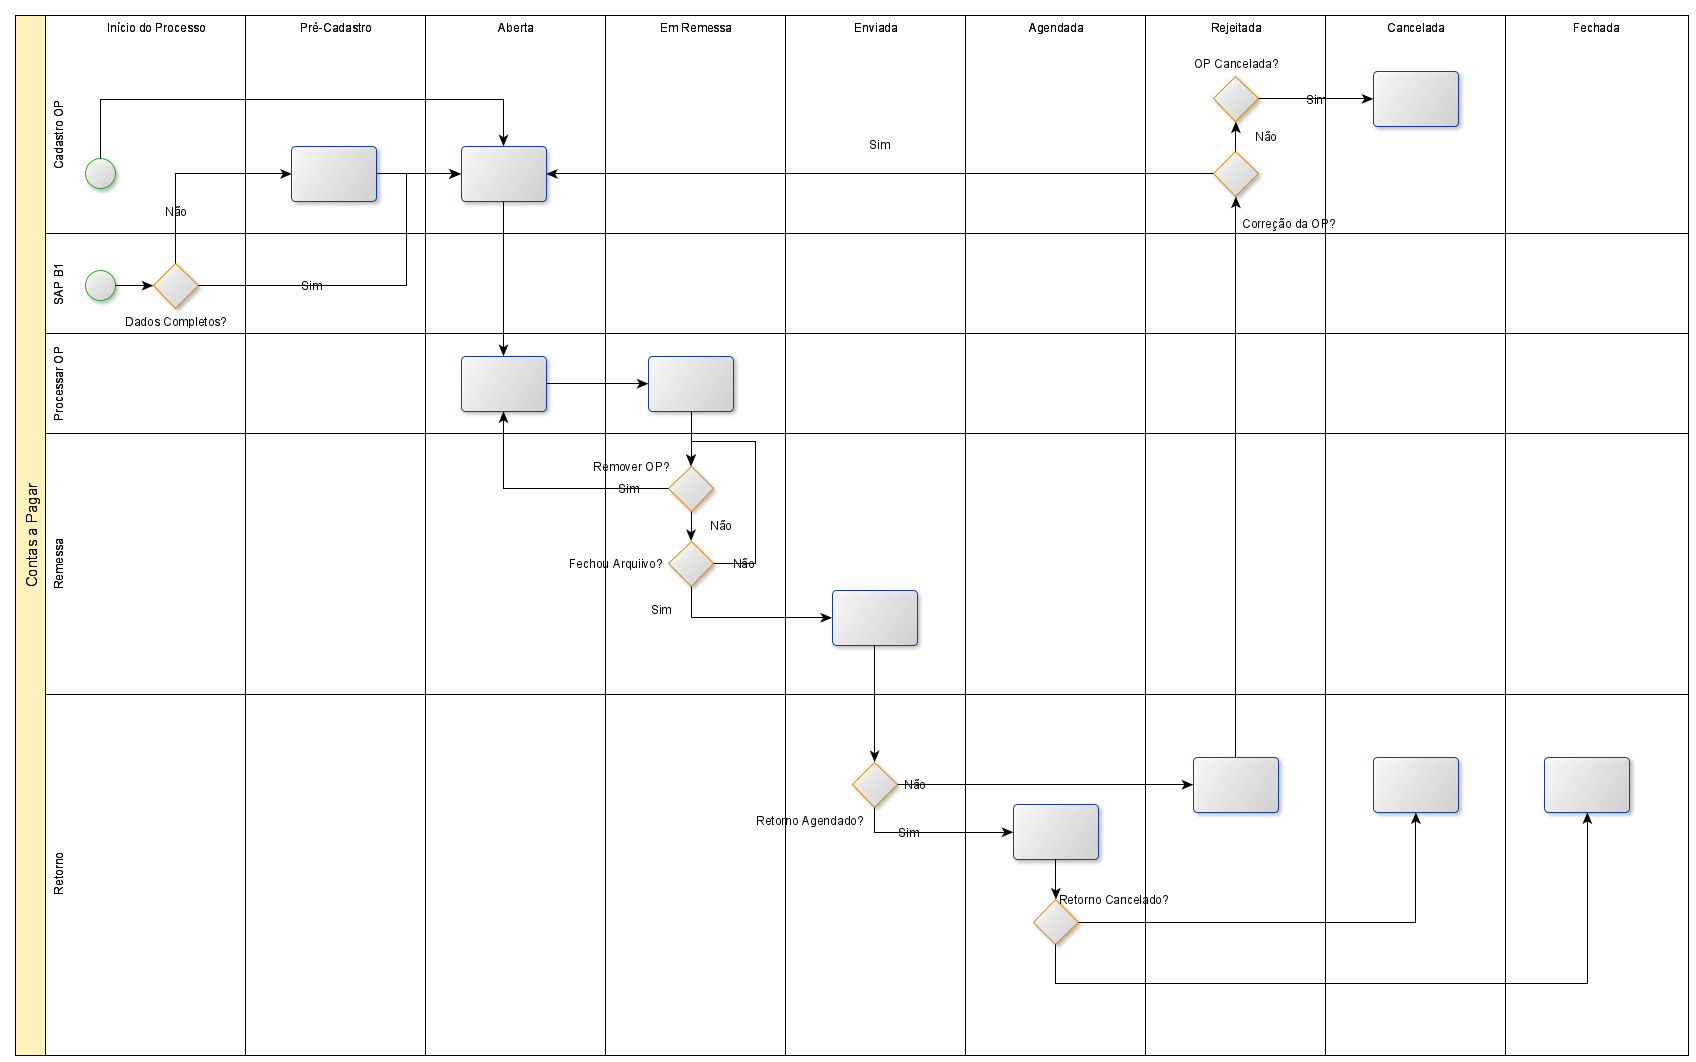 Início do Processo
Pré-Cadastro
Aberta
Em Remessa
Enviada
Agendada
Rejeitada
Cancelada
Fechada
Contas a Pagar
Cadastro OP
OP Cancelada?
Sim
Não
Sim
Não
Correção da OP?
SAP B1
Sim
Dados Completos?
Processar OP
Remessa
Remover OP?
Sim
Não
Fechou Arquiivo?
Não
Sim
Retorno
Não
Retorno Agendado?
Sim
Retorno Cancelado?